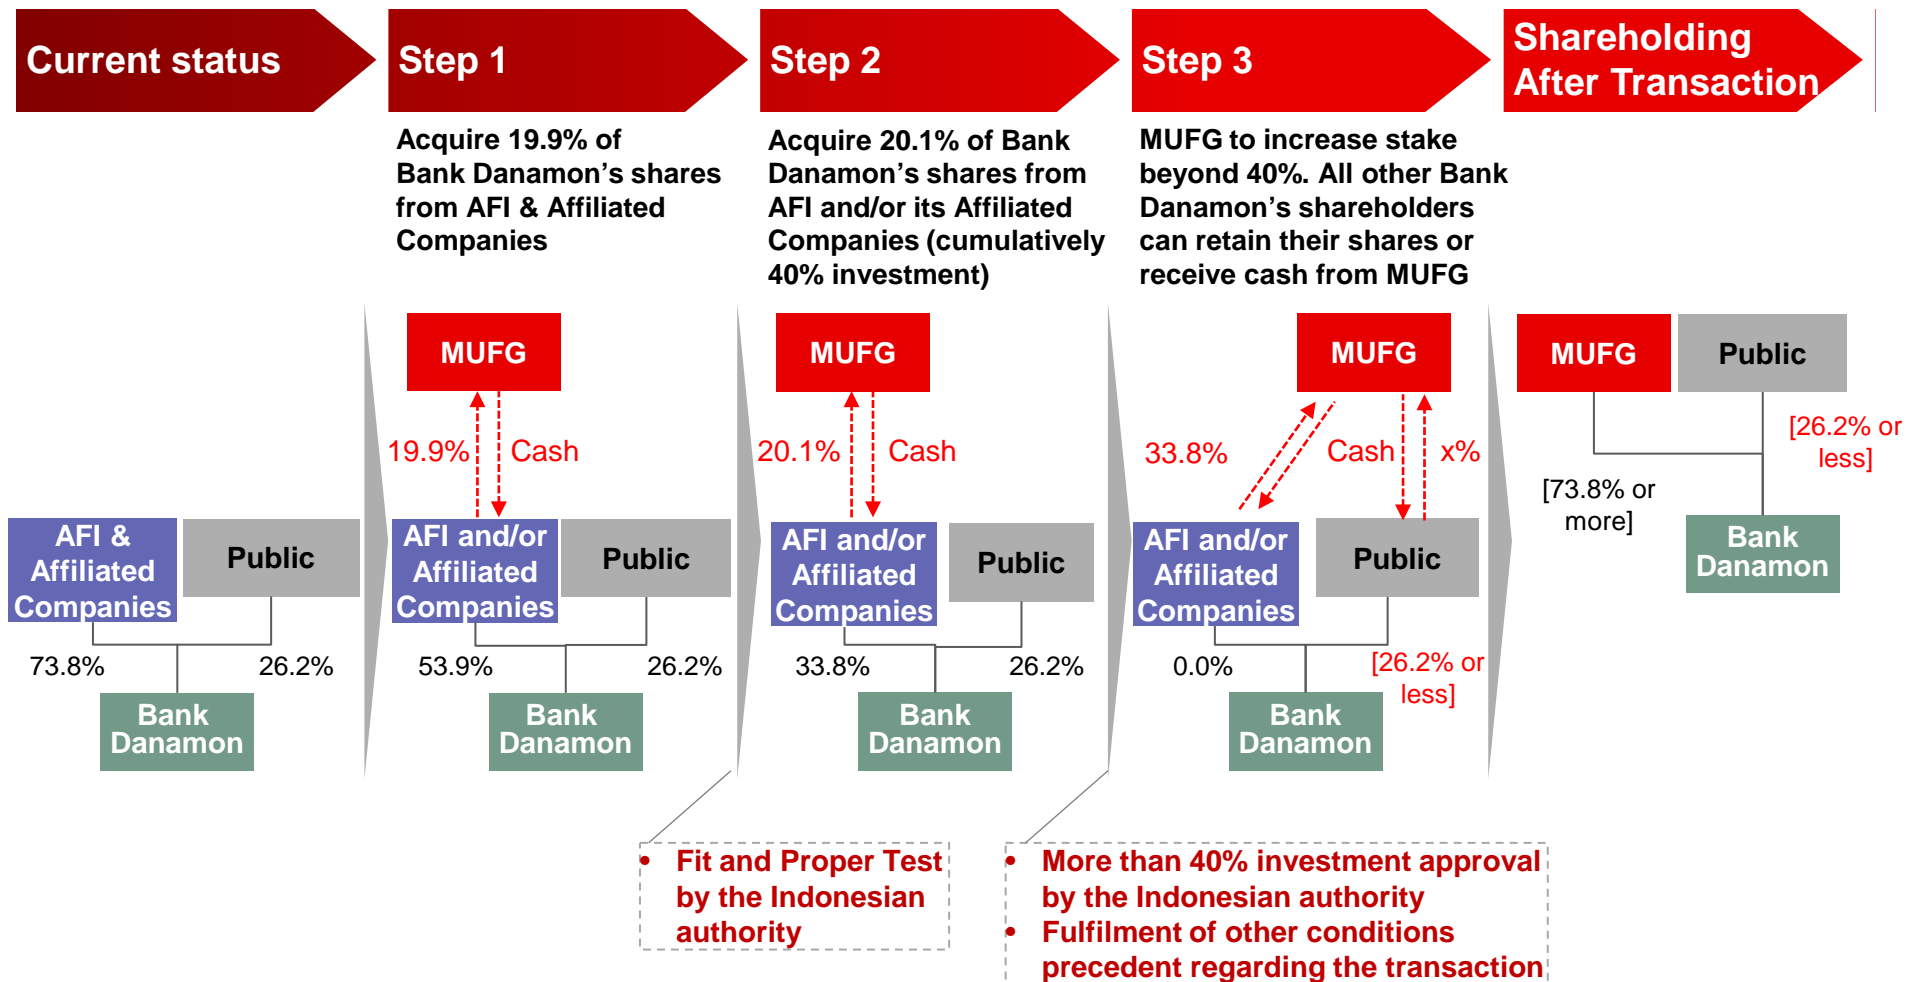 Current status
Step 1
Step 2
Step 3
Shareholding
After Transaction
Acquire 19.9% of
Bank Danamon’s shares
from AFI & Affiliated
Companies
Acquire 20.1% of Bank
Danamon’s shares from
AFI and/or its Affiliated
Companies (cumulatively
40% investment)
MUFG to increase stake
beyond 40%. All other Bank
Danamon’s shareholders
can retain their shares or
receive cash from MUFG
AFI &
Affiliated
Companies
Public
73.8%
26.2%
Bank
Danamon
MUFG
19.9%
Cash
AFI and/or
Affiliated
Companies
Public
53.9%
26.2%
Bank
Danamon
MUFG
20.1%
Cash
AFI and/or
Affiliated
Companies
Public
33.8%
26.2%
Bank
Danamon
MUFG
33.8%
Cash
x%
AFI and/or
Affiliated
Companies
Public
0.0%
[26.2% or
less]
Bank
Danamon
MUFG
Public
[26.2% or
less]
[73.8% or
more]
Bank
Danamon
• Fit and Proper Test
by the Indonesian
authority
• More than 40% investment approval
by the Indonesian authority
• Fulfilment of other conditions
precedent regarding the transaction